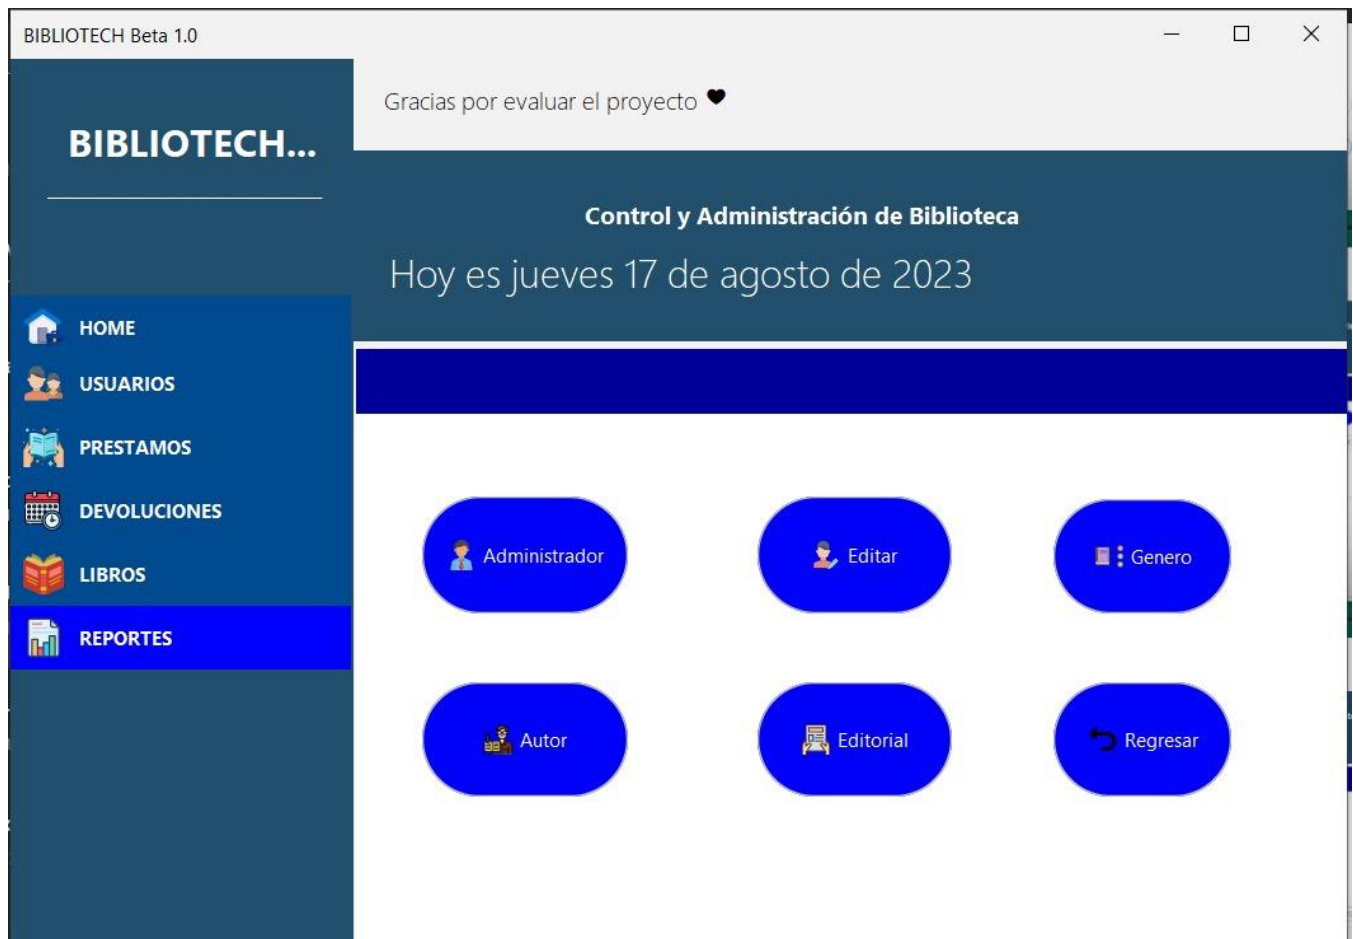 BIBLIOTECH Beta 1.0
Gracias por evaluar el proyecto ♥
BIBLIOTECH...
Control y Administración de Biblioteca
Hoy es jueves 17 de agosto de 2023
HOME
USUARIOS
PRESTAMOS
DEVOLUCIONES
LIBROS
REPORTES
Administrador
Editar
Genero
Autor
Editorial
Regresar